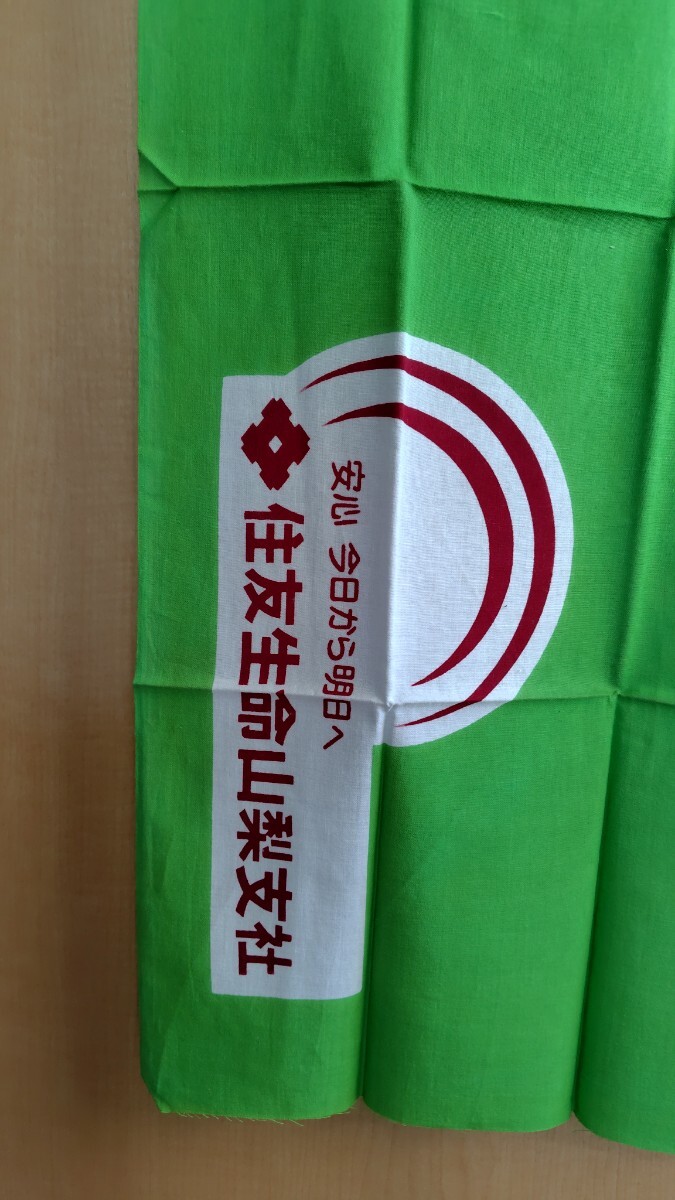 安心 今日から明日へ
住友生命山梨支社